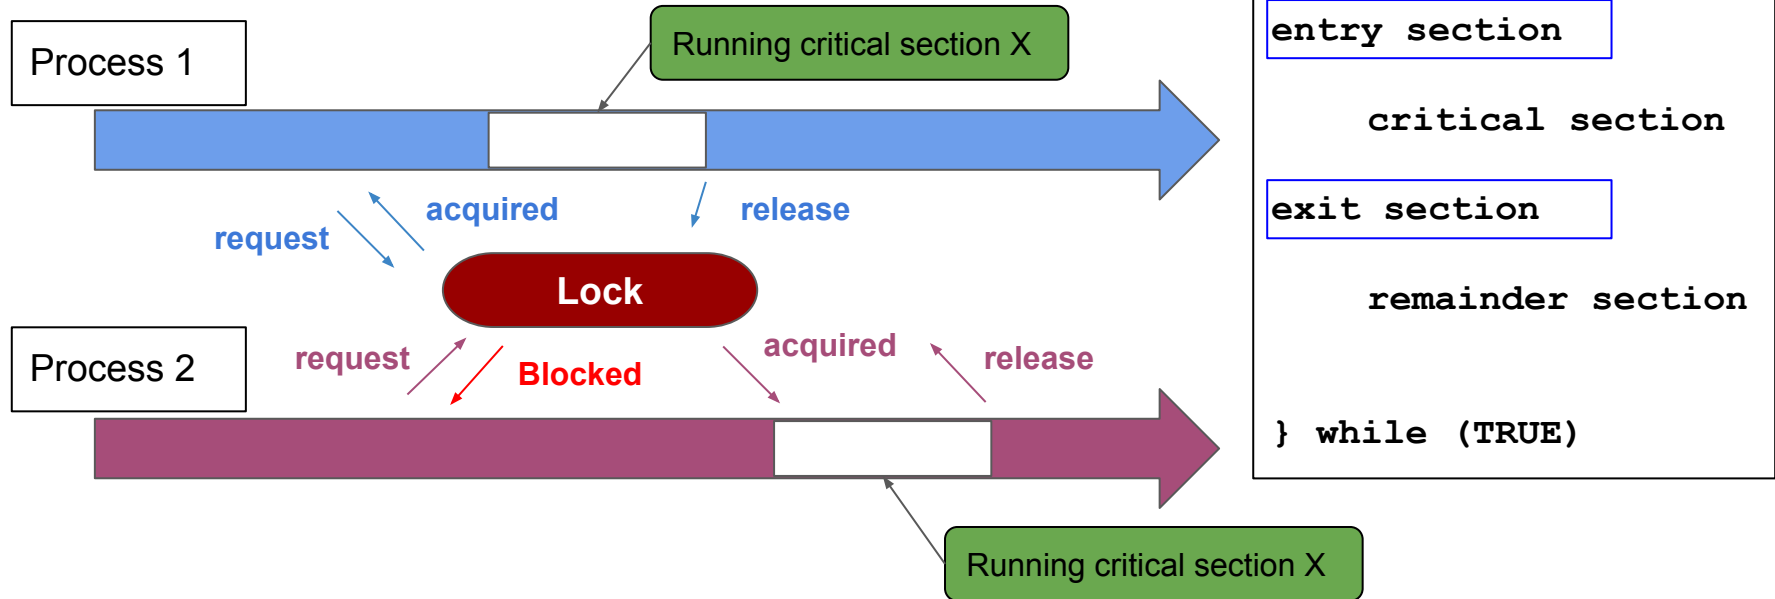 Process 1
Running critical section X
request
acquired
release
Lock
Process 2
request
Blocked
acquired
release
Running critical section X
entry section
critical section
exit section
remainder section
} while (TRUE)